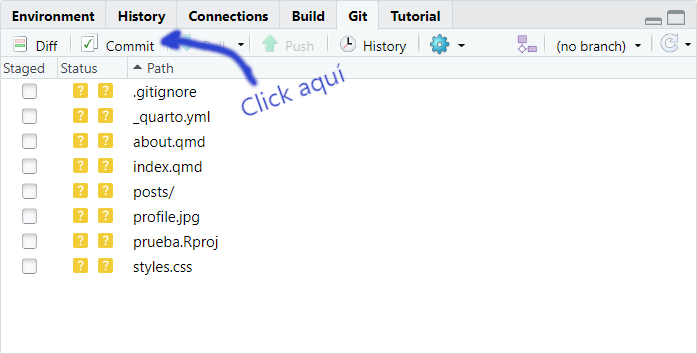 Environment History Connections Build Git Tutorial
Diff Commit Pull Push History (no branch)
Click aquí
Staged Status Path
? ? .gitignore
? ? _quarto.yml
? ? about.qmd
? ? index.qmd
? ? posts/
? ? profile.jpg
? ? prueba.Rproj
? ? styles.css